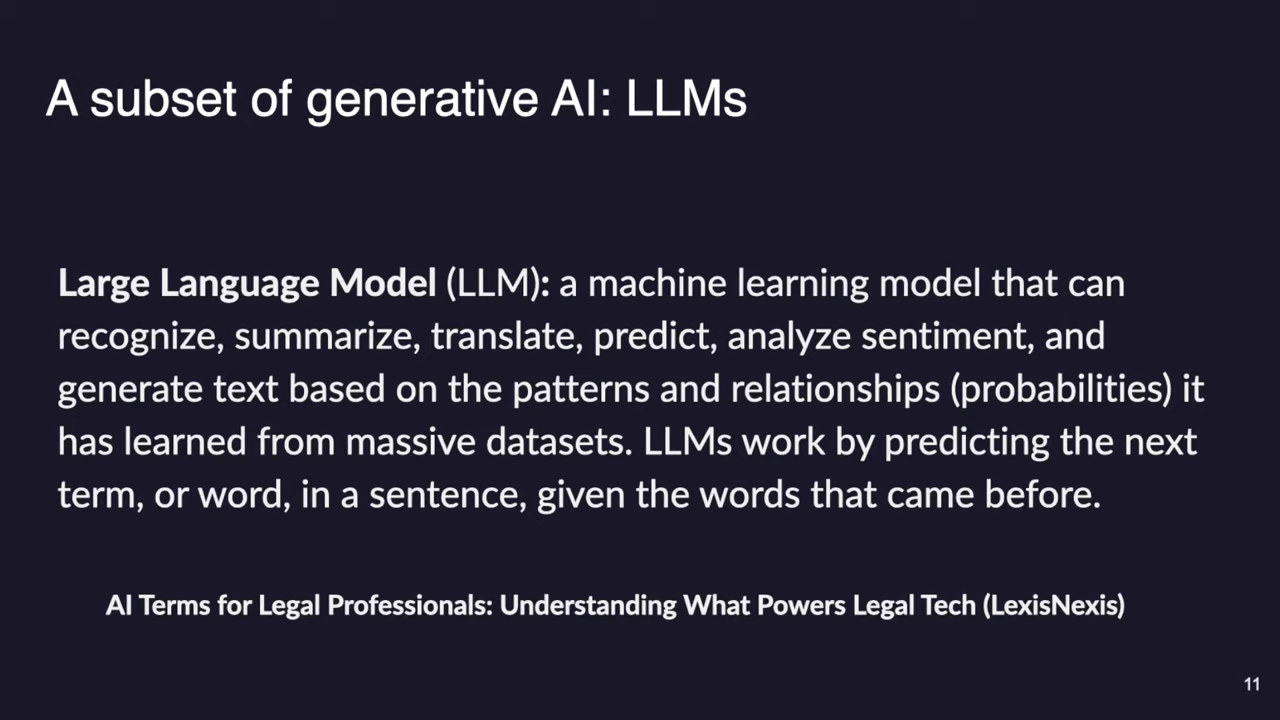 A subset of generative AI: LLMs
Large Language Model (LLM): a machine learning model that can
recognize, summarize, translate, predict, analyze sentiment, and
generate text based on the patterns and relationships (probabilities) it
has learned from massive datasets. LLMs work by predicting the next
term, or word, in a sentence, given the words that came before.
AI Terms for Legal Professionals: Understanding What Powers Legal Tech (LexisNexis)
11